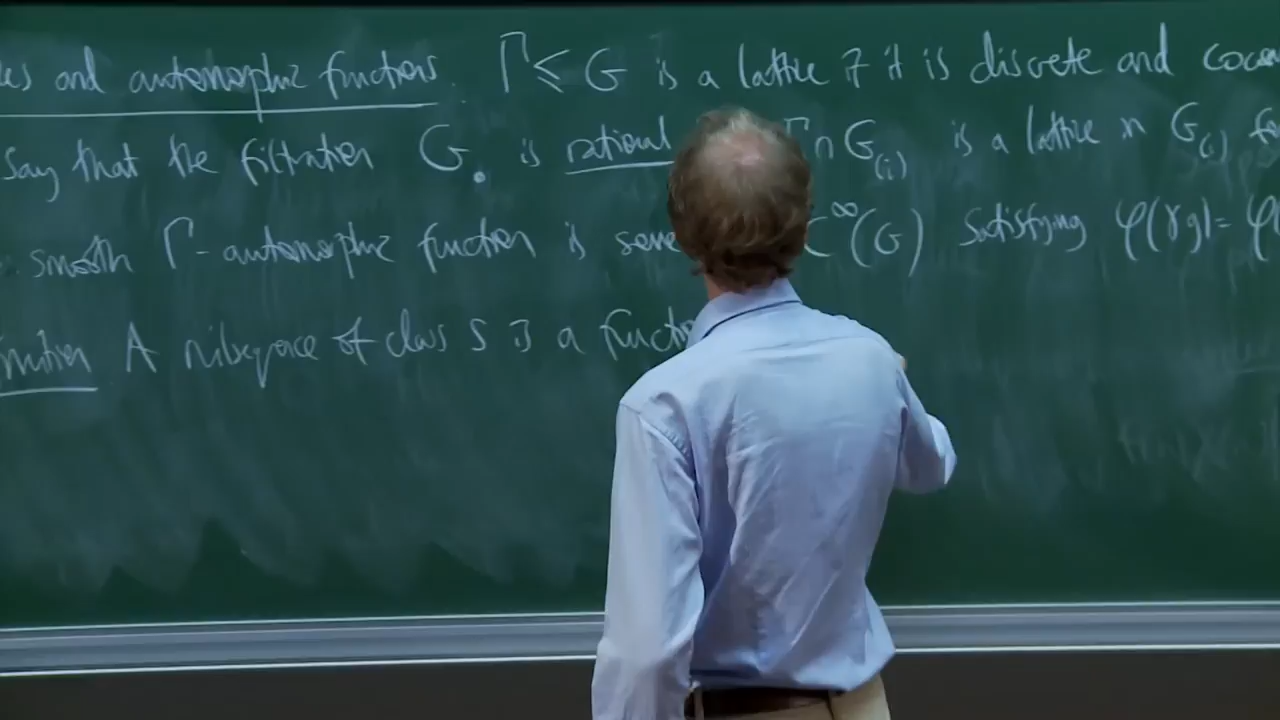 and automorphic functions. Γ ≤ G is a lattice if it is discrete and
say that the filtration G. is rational Γ∩G(i) is a lattice in G(i)
smooth Γ-automorphic function is some C^∞(G) satisfying φ(γg)= φ(
A nilsequence of class S is a